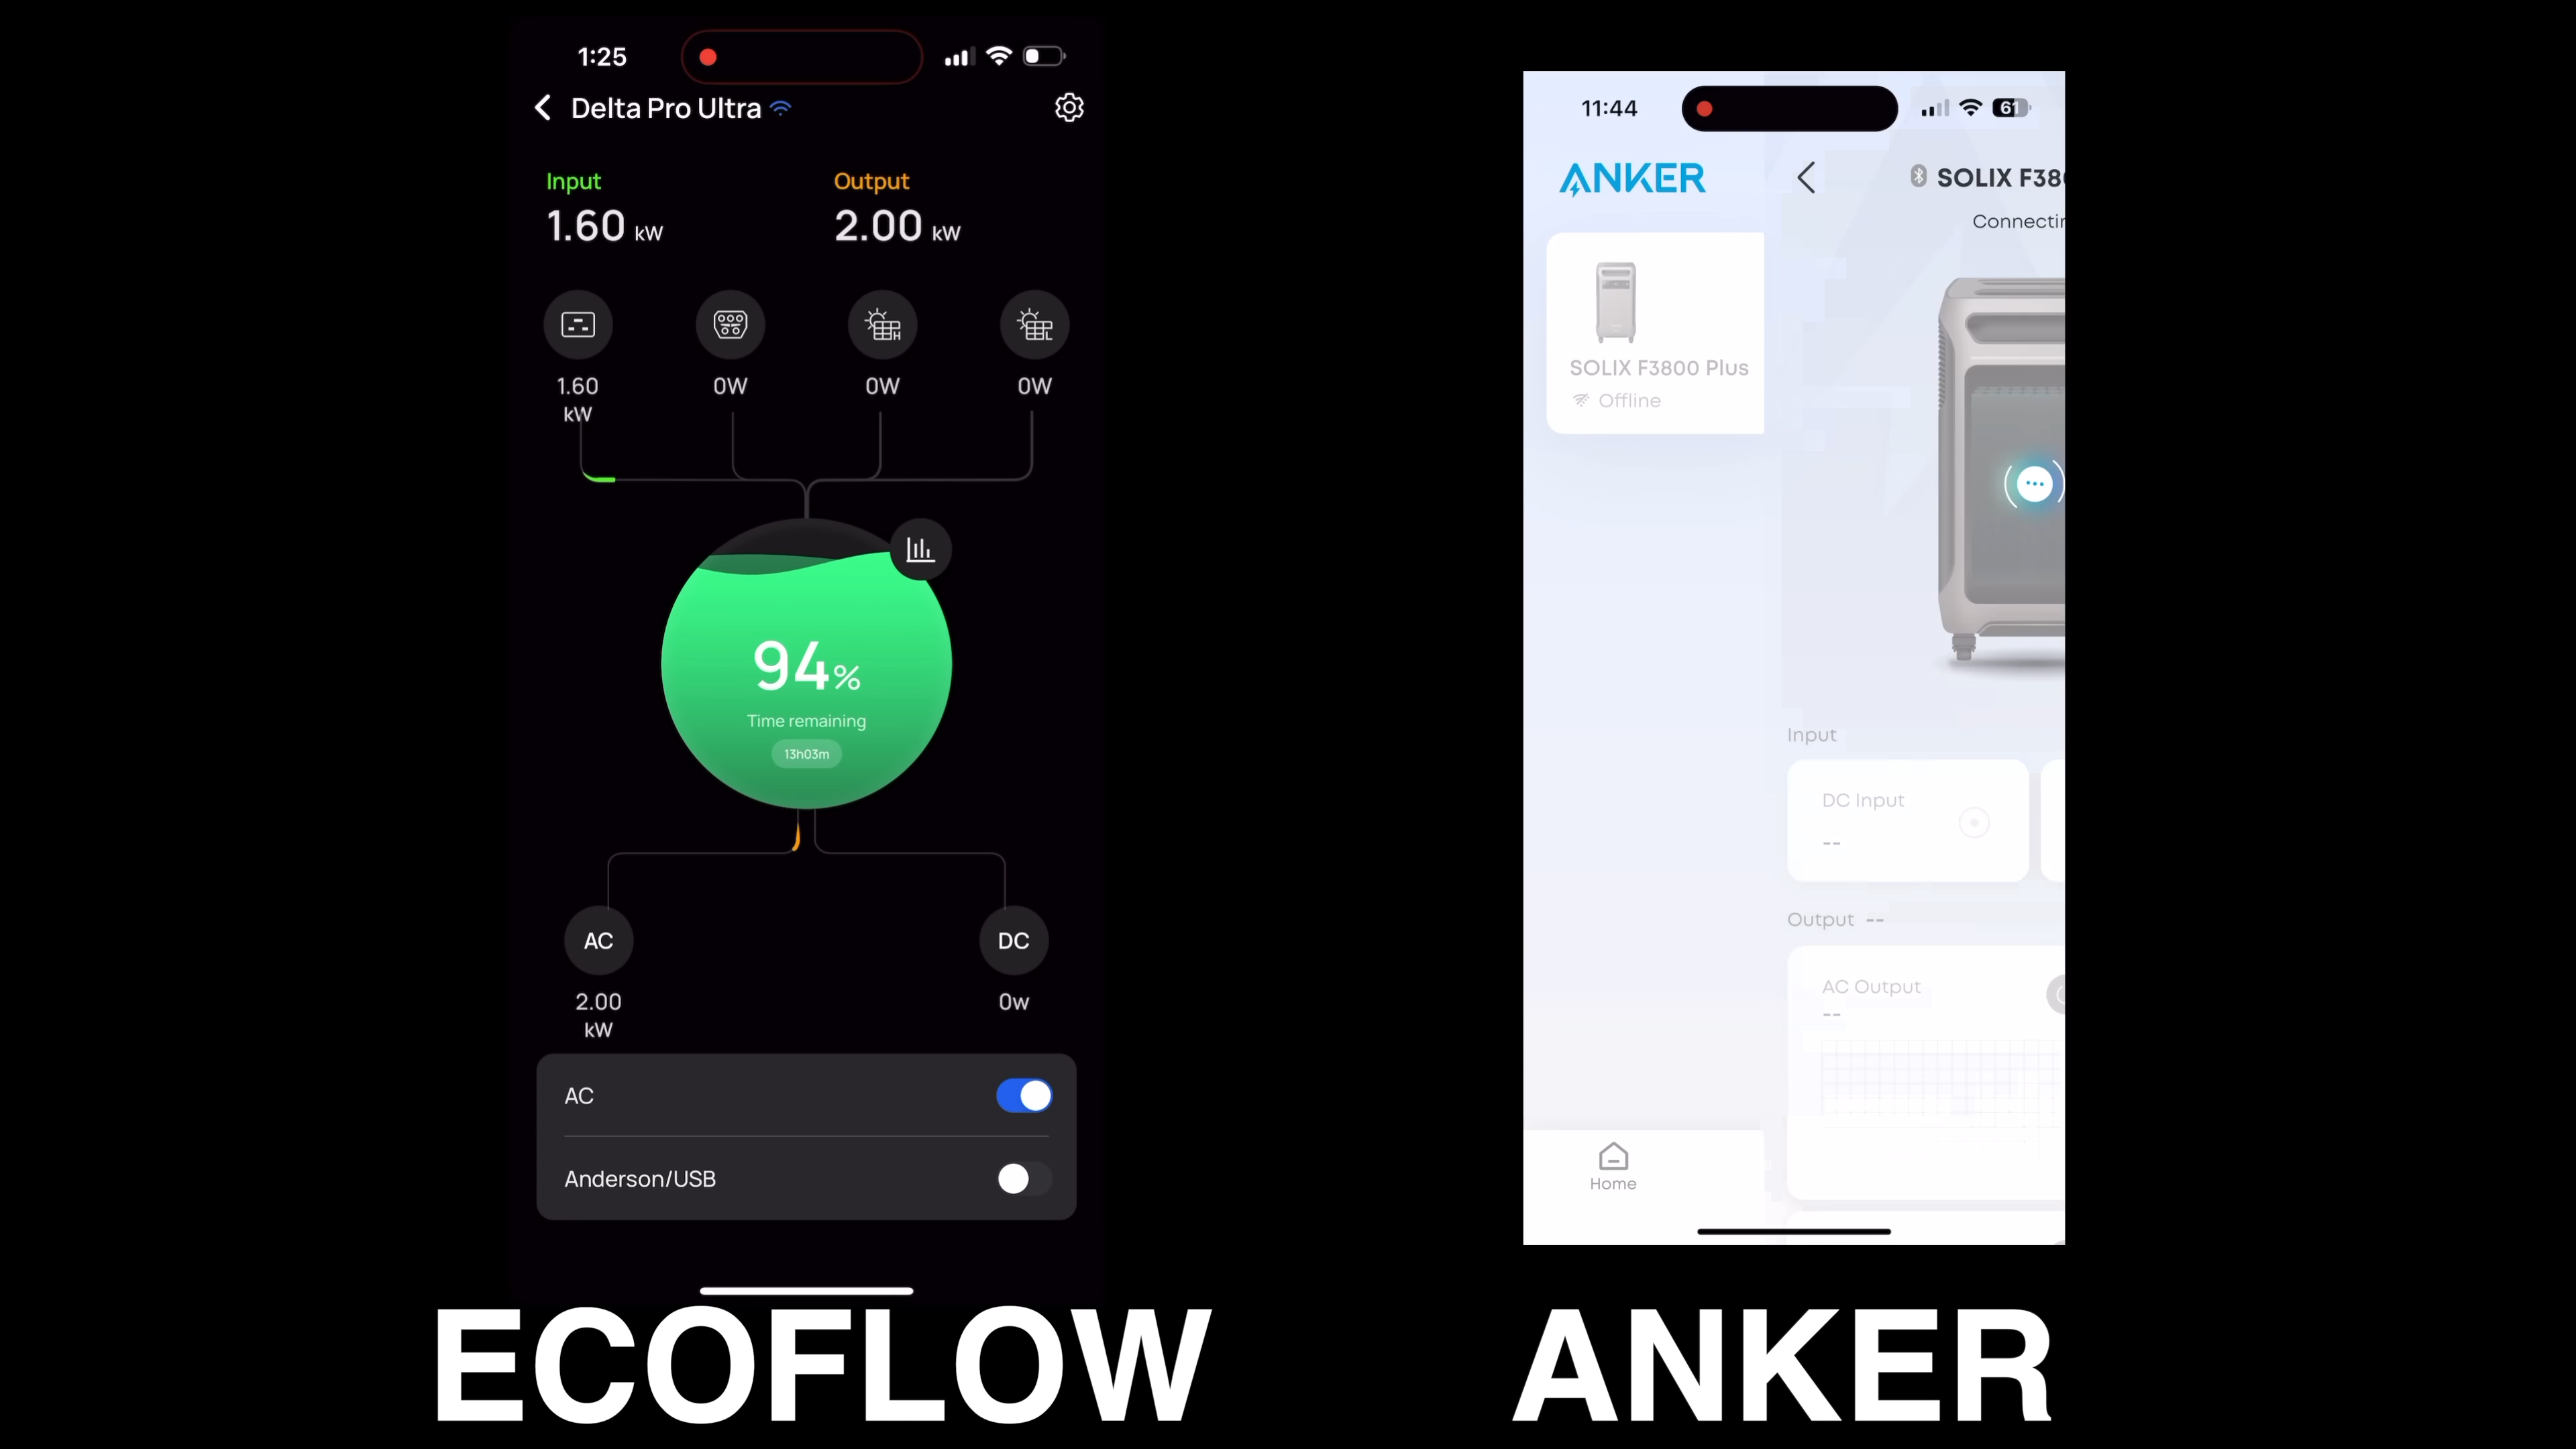 1:25
Delta Pro Ultra
Input
Output
1.60 kW
2.00 kW
H
L
1.60
kW
0W
0W
0W
94%
Time remaining
13h03m
AC
DC
2.00
kW
0w
AC
Anderson/USB
ECOFLOW
11:44
61
ANKER
SOLIX F38
Connectin
SOLIX F3800 Plus
Offline
Input
DC Input
--
Output --
AC Output
--
Home
ANKER